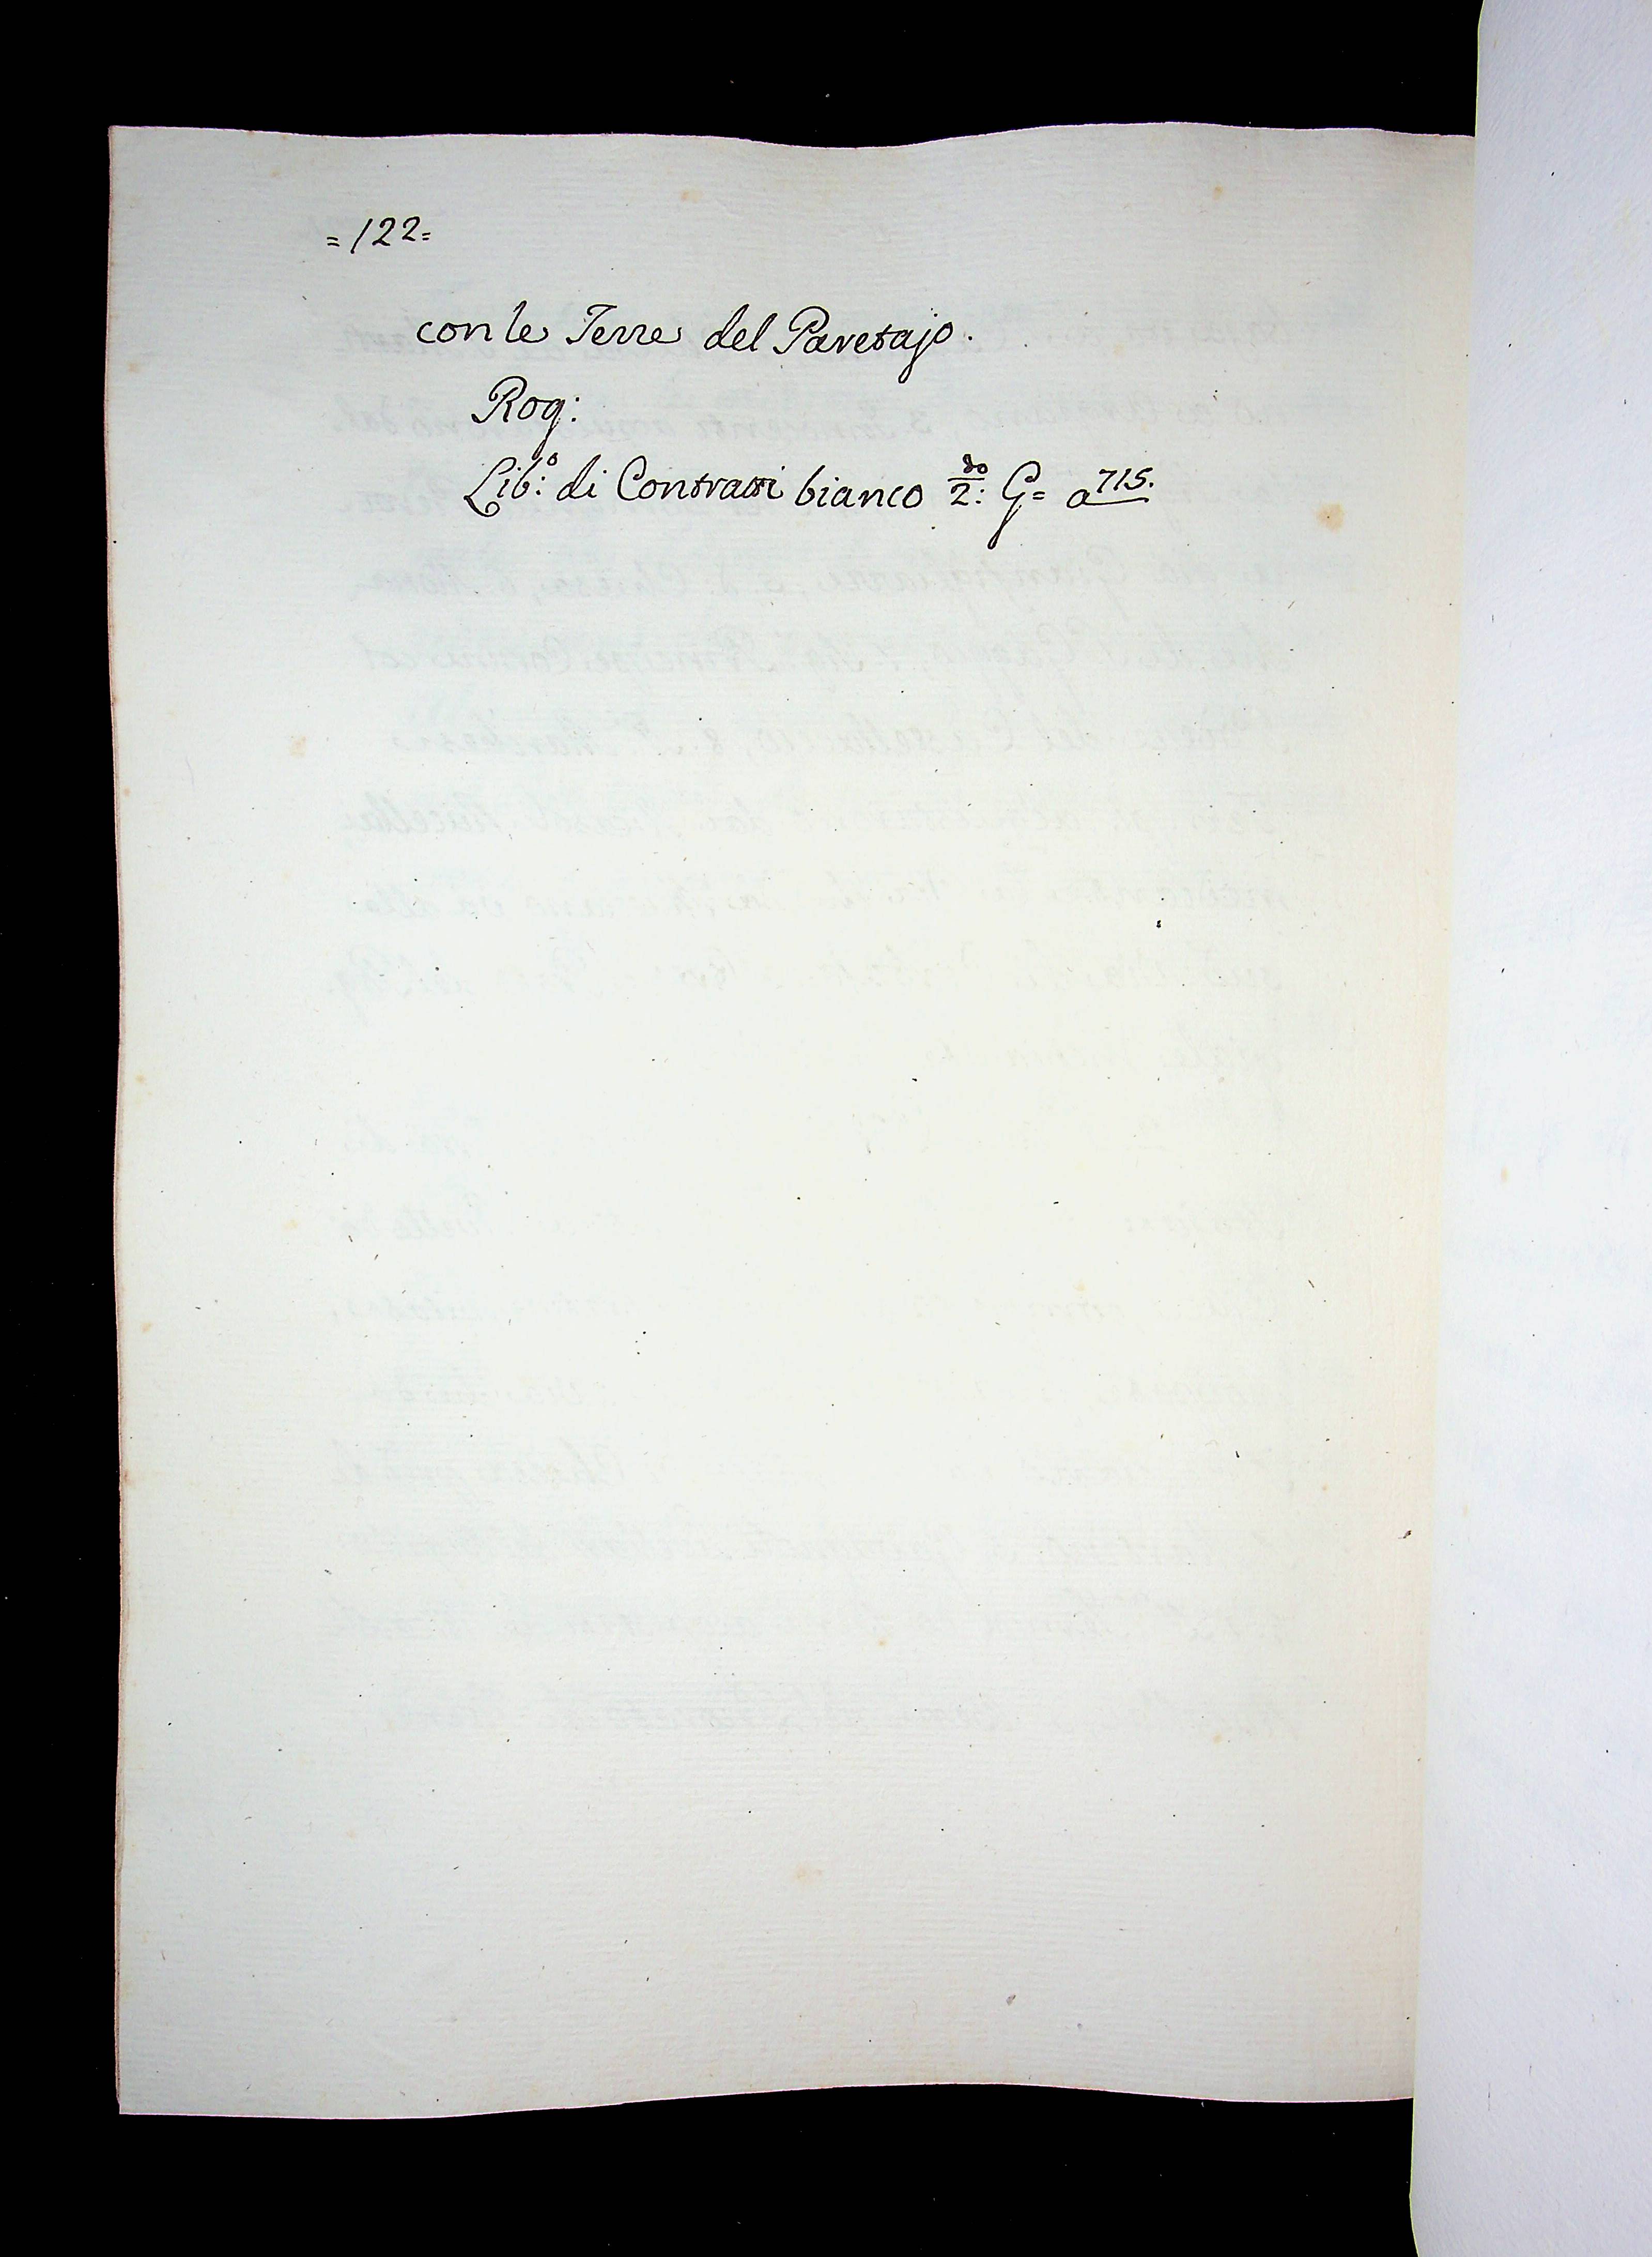 =122=
con le Terre del Paretajo.
Rog:
Lib:º di Contratti bianco 2:do G= a 715.